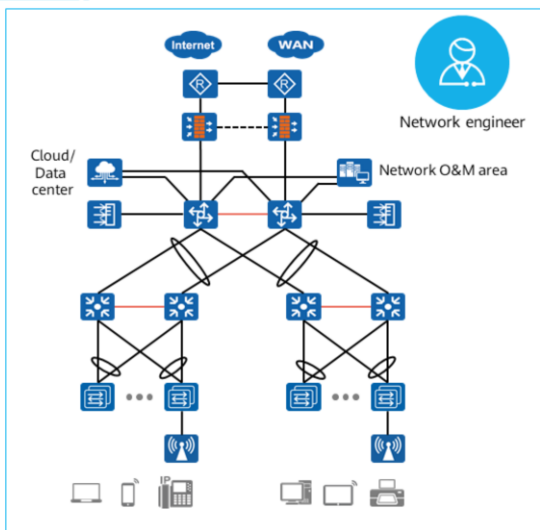 Internet
WAN
R
R
Network engineer
Cloud/
Data
center
Network O&M area
IP